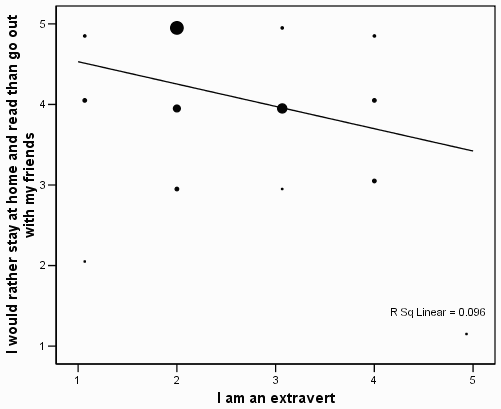 I would rather stay at home and read than go out
with my friends
5
4
3
2
1
R Sq Linear = 0.096
1 2 3 4 5
I am an extravert